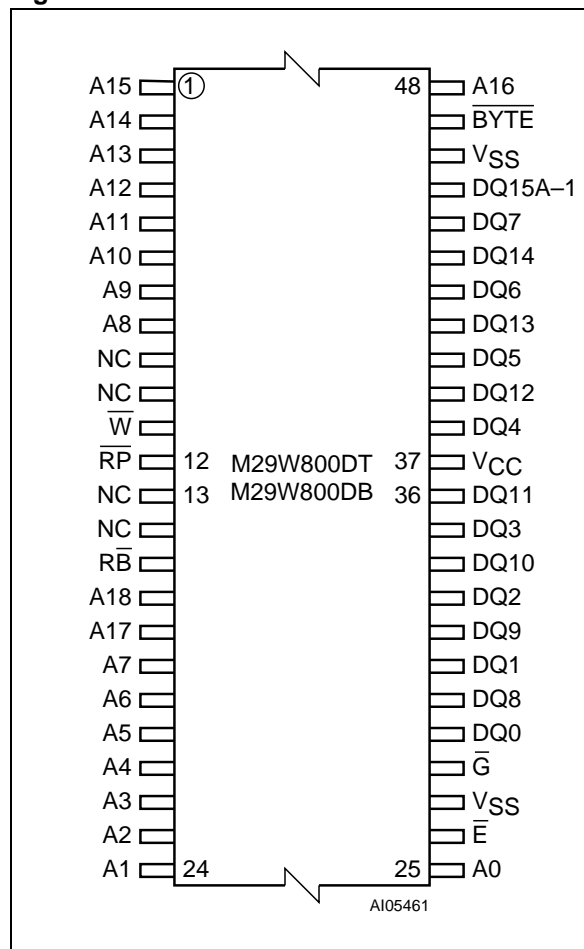 A15 ① 48 A16
A14 B̅Y̅T̅E̅
A13 VSS
A12 DQ15A–1
A11 DQ7
A10 DQ14
A9 DQ6
A8 DQ13
NC DQ5
NC DQ12
W̅ DQ4
R̅P̅ 12 M29W800DT 37 VCC
NC 13 M29W800DB 36 DQ11
NC DQ3
RB̅ DQ10
A18 DQ2
A17 DQ9
A7 DQ1
A6 DQ8
A5 DQ0
A4 G̅
A3 VSS
A2 E̅
A1 24 25 A0
AI05461